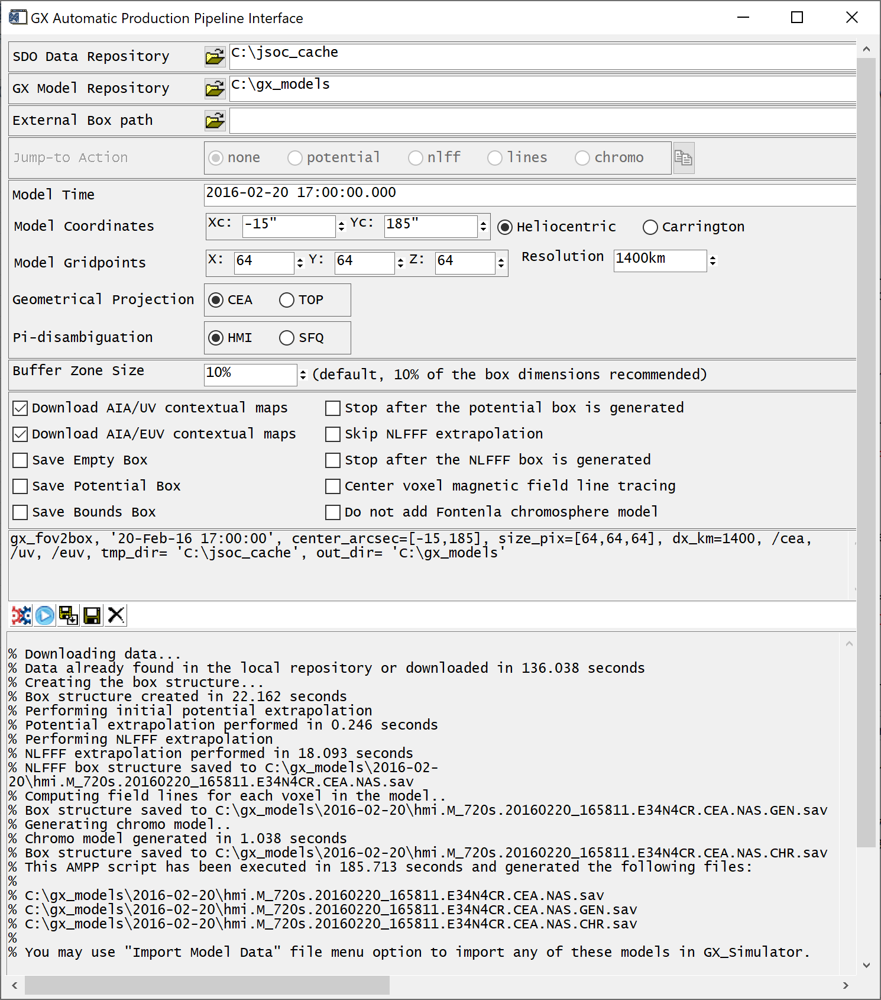 GX Automatic Production Pipeline Interface
SDO Data Repository C:\jsoc_cache
GX Model Repository C:\gx_models
External Box path
Jump-to Action none potential nlff lines chromo
Model Time 2016-02-20 17:00:00.000
Model Coordinates Xc: -15" Yc: 185" Heliocentric Carrington
Model Gridpoints X: 64 Y: 64 Z: 64 Resolution 1400km
Geometrical Projection CEA TOP
Pi-disambiguation HMI SFQ
Buffer Zone Size 10% (default, 10% of the box dimensions recommended)
Download AIA/UV contextual maps Stop after the potential box is generated
Download AIA/EUV contextual maps Skip NLFFF extrapolation
Save Empty Box Stop after the NLFFF box is generated
Save Potential Box Center voxel magnetic field line tracing
Save Bounds Box Do not add Fontenla chromosphere model
gx_fov2box, '20-Feb-16 17:00:00', center_arcsec=[-15,185], size_pix=[64,64,64], dx_km=1400, /cea,
/uv, /euv, tmp_dir= 'C:\jsoc_cache', out_dir= 'C:\gx_models'
% Downloading data...
% Data already found in the local repository or downloaded in 136.038 seconds
% Creating the box structure...
% Box structure created in 22.162 seconds
% Performing initial potential extrapolation
% Potential extrapolation performed in 0.246 seconds
% Performing NLFFF extrapolation
% NLFFF extrapolation performed in 18.093 seconds
% NLFFF box structure saved to C:\gx_models\2016-02-
20\hmi.M_720s.20160220_165811.E34N4CR.CEA.NAS.sav
% Computing field lines for each voxel in the model..
% Box structure saved to C:\gx_models\2016-02-20\hmi.M_720s.20160220_165811.E34N4CR.CEA.NAS.GEN.sav
% Generating chromo model..
% Chromo model generated in 1.038 seconds
% Box structure saved to C:\gx_models\2016-02-20\hmi.M_720s.20160220_165811.E34N4CR.CEA.NAS.CHR.sav
% This AMPP script has been executed in 185.713 seconds and generated the following files:
%
% C:\gx_models\2016-02-20\hmi.M_720s.20160220_165811.E34N4CR.CEA.NAS.sav
% C:\gx_models\2016-02-20\hmi.M_720s.20160220_165811.E34N4CR.CEA.NAS.GEN.sav
% C:\gx_models\2016-02-20\hmi.M_720s.20160220_165811.E34N4CR.CEA.NAS.CHR.sav
%
% You may use "Import Model Data" file menu option to import any of these models in GX_Simulator.